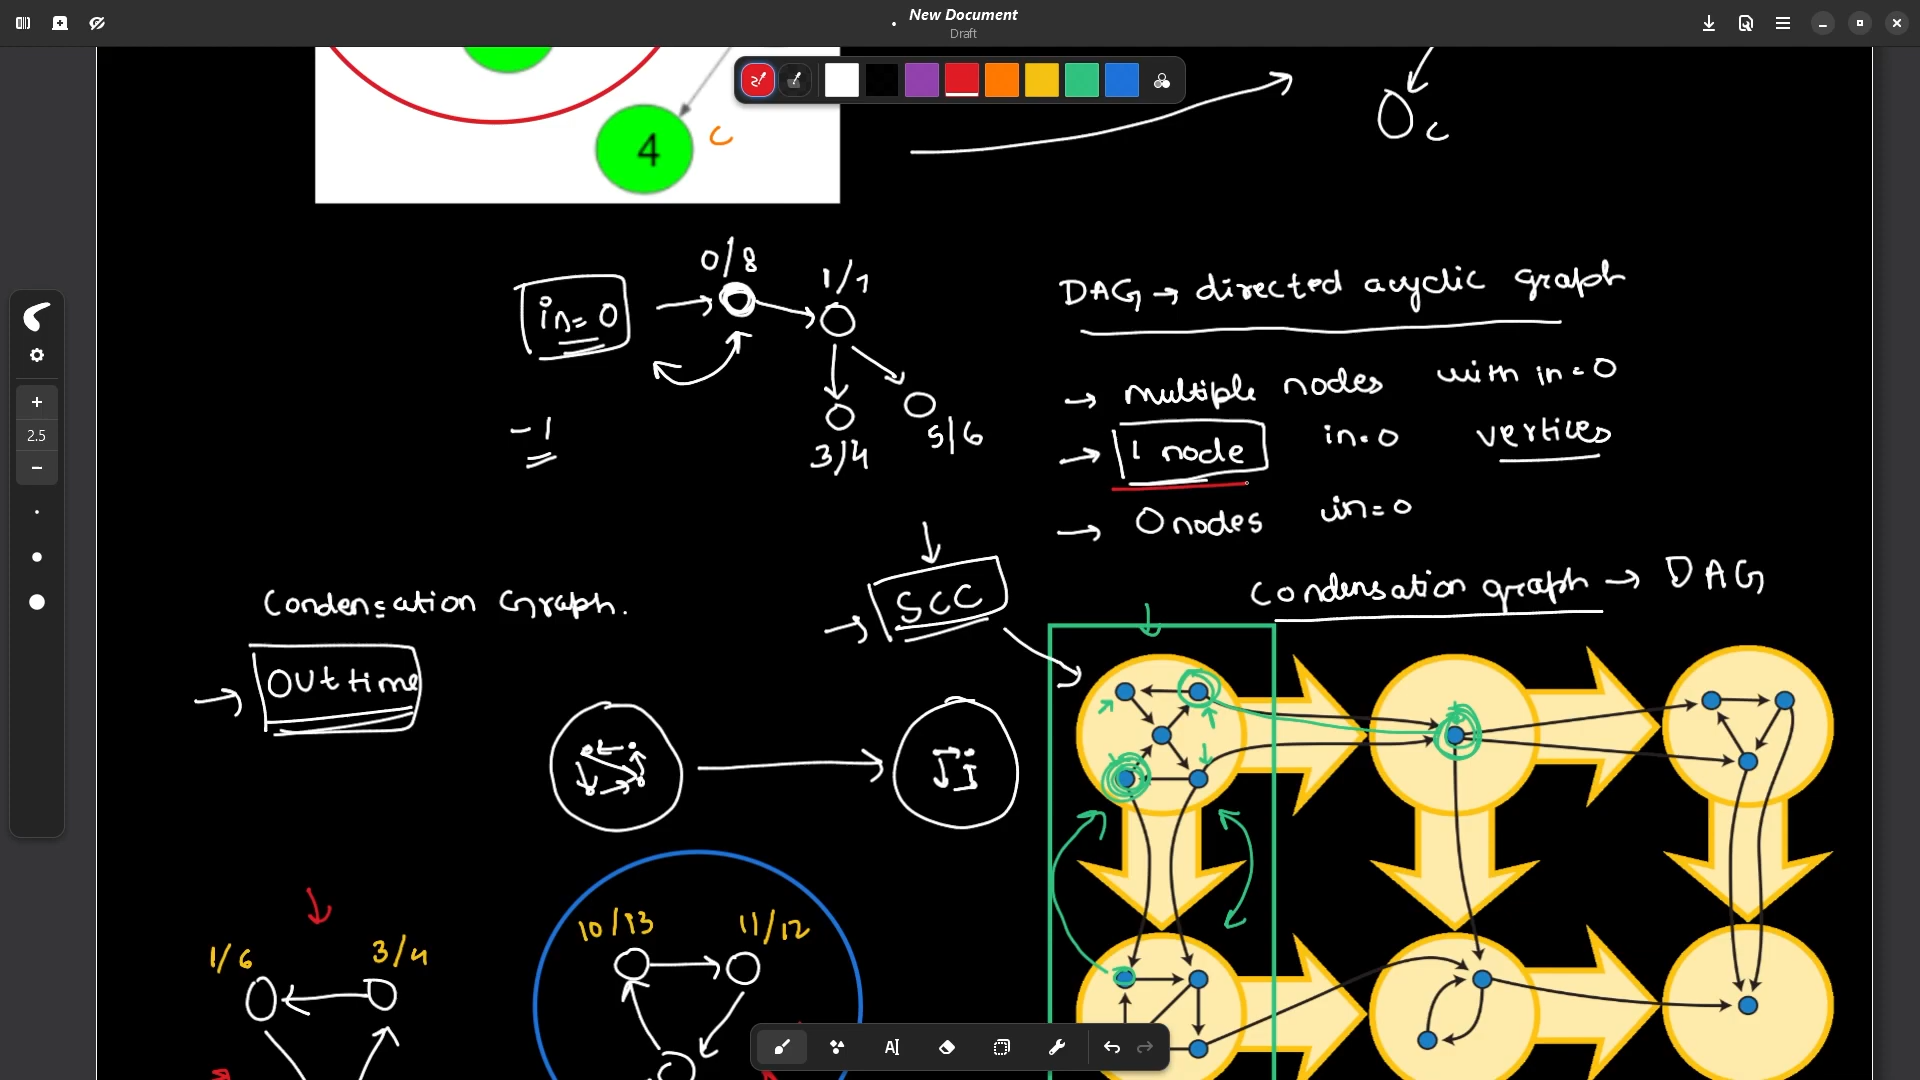 New Document
Draft
4
C
C
0/8
1/7
in=0
DAG → directed acyclic graph
→ multiple nodes with in=0
→ 1 node in=0 vertices
-1
3/4
5/6
→ 0 nodes in=0
2.5
Condensation Graph.
SCC
Condensation graph → DAG
OUt time
10/13
11/12
1/6
3/4